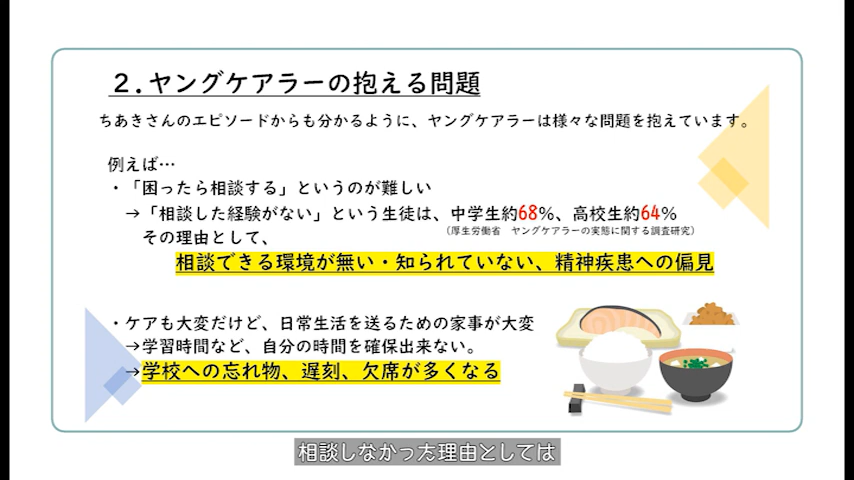 ２．ヤングケアラーの抱える問題
ちあきさんのエピソードからも分かるように、ヤングケアラーは様々な問題を抱えています。
例えば…
・「困ったら相談する」というのが難しい
→「相談した経験がない」という生徒は、中学生約68%、高校生約64%
（厚生労働省　ヤングケアラーの実態に関する調査研究）
その理由として、
相談できる環境が無い・知られていない、精神疾患への偏見
・ケアも大変だけど、日常生活を送るための家事が大変
→学習時間など、自分の時間を確保出来ない。
→学校への忘れ物、遅刻、欠席が多くなる
相談しなかった理由としては